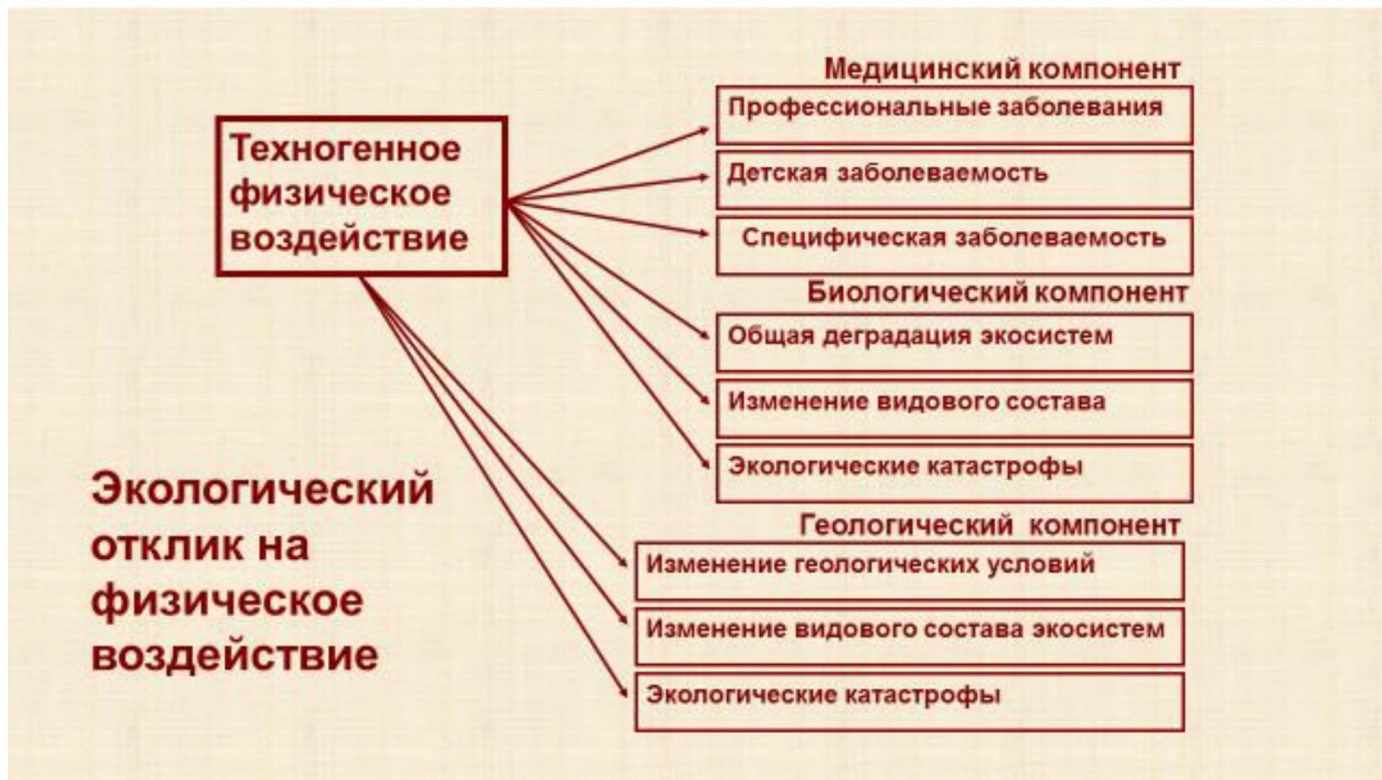 Техногенное
физическое
воздействие
Медицинский компонент
Профессиональные заболевания
Детская заболеваемость
Специфическая заболеваемость
Биологический компонент
Общая деградация экосистем
Изменение видового состава
Экологические катастрофы
Геологический компонент
Изменение геологических условий
Изменение видового состава экосистем
Экологические катастрофы
Экологический
отклик на
физическое
воздействие